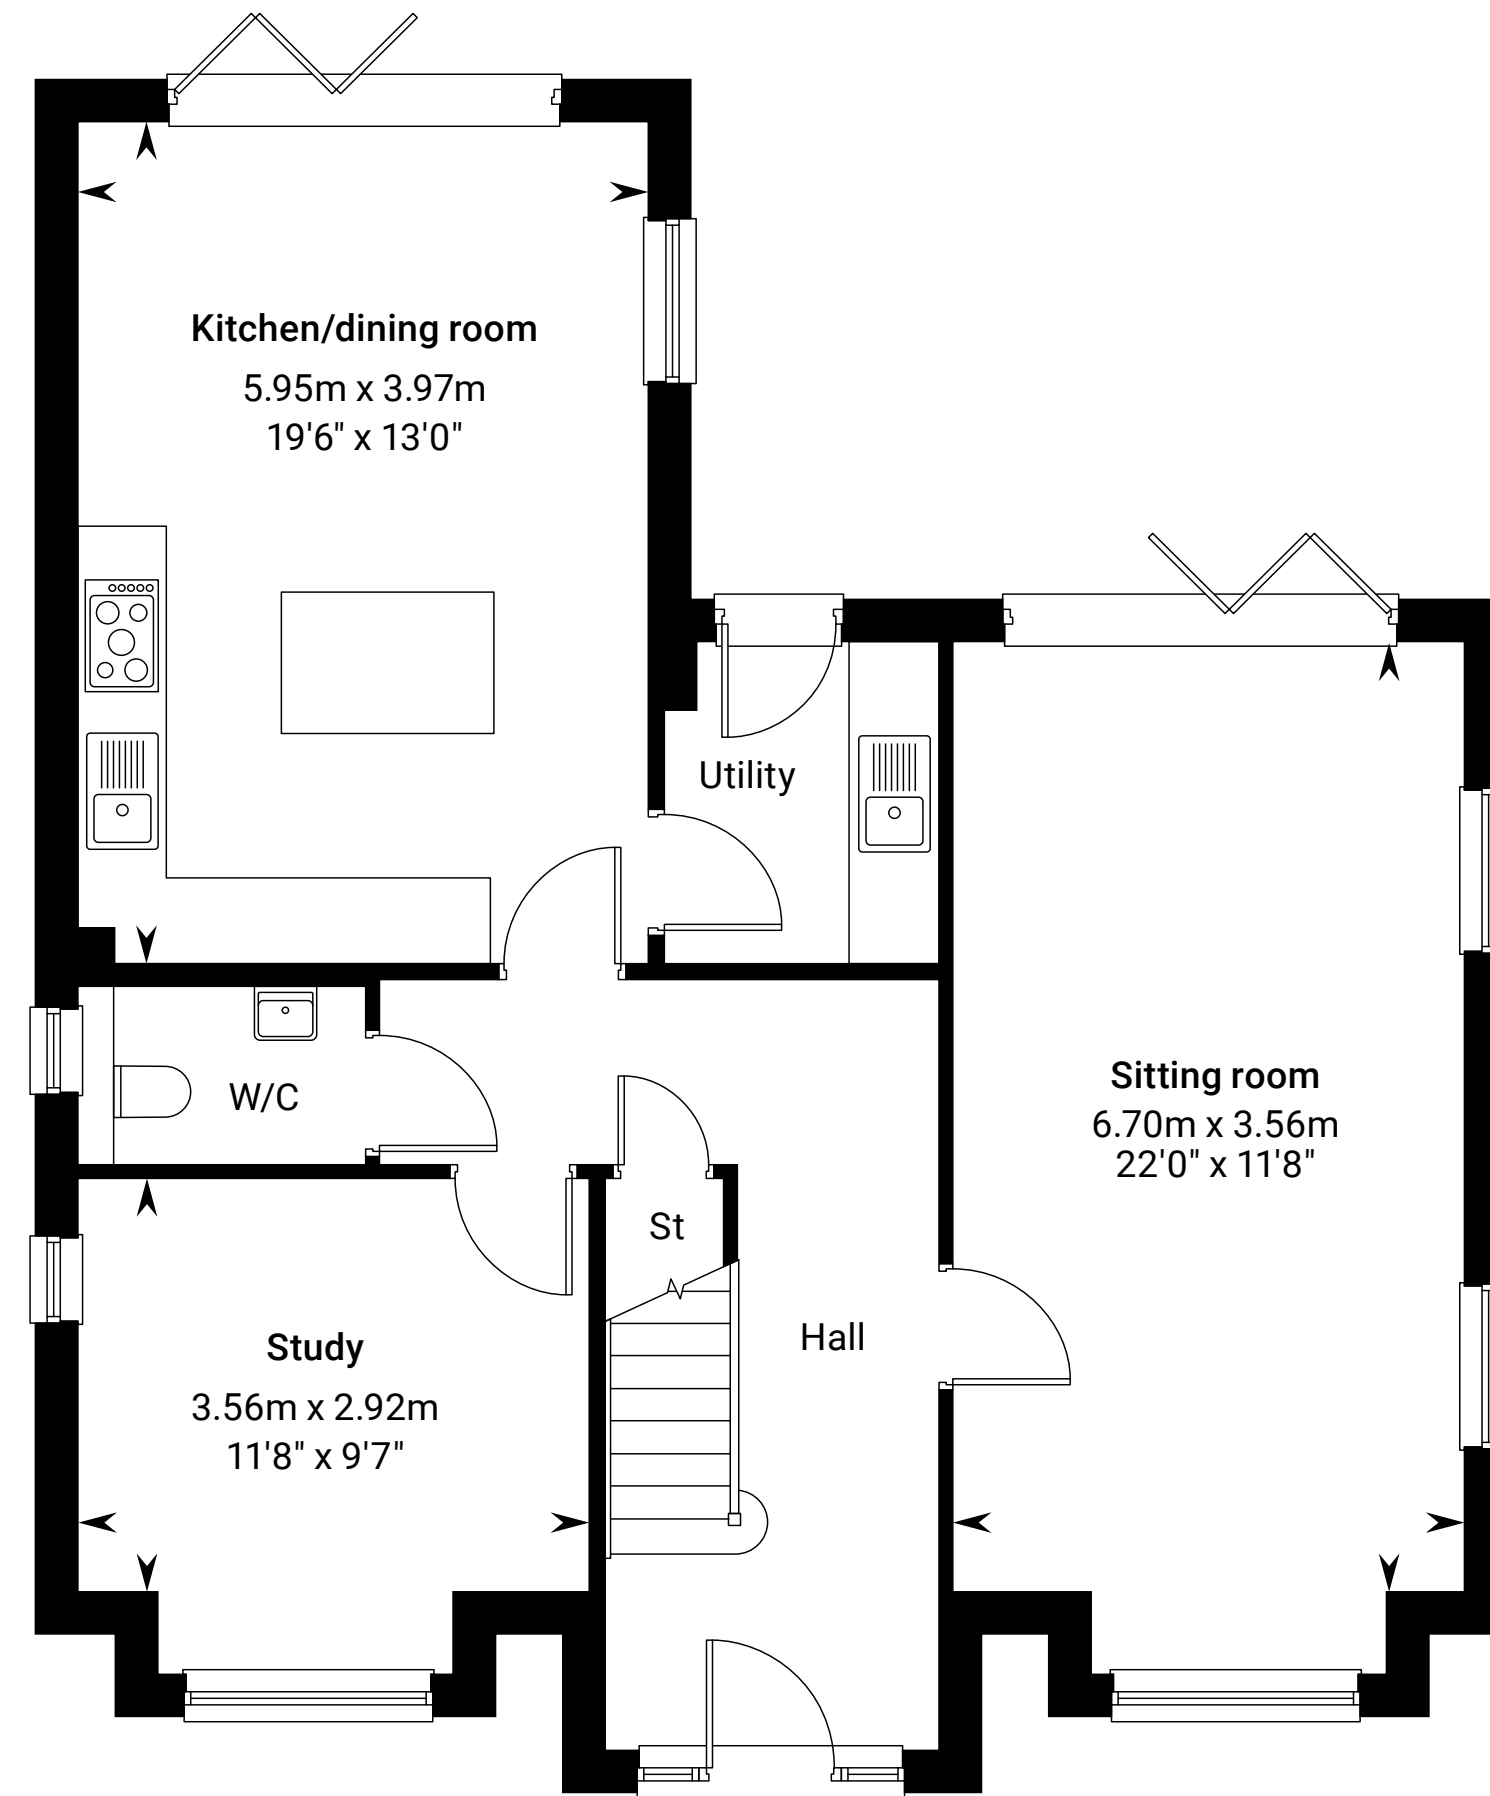 Kitchen/dining room
5.95m x 3.97m
19'6" x 13'0"
Utility
W/C
Sitting room
6.70m x 3.56m
22'0" x 11'8"
St
Hall
Study
3.56m x 2.92m
11'8" x 9'7"